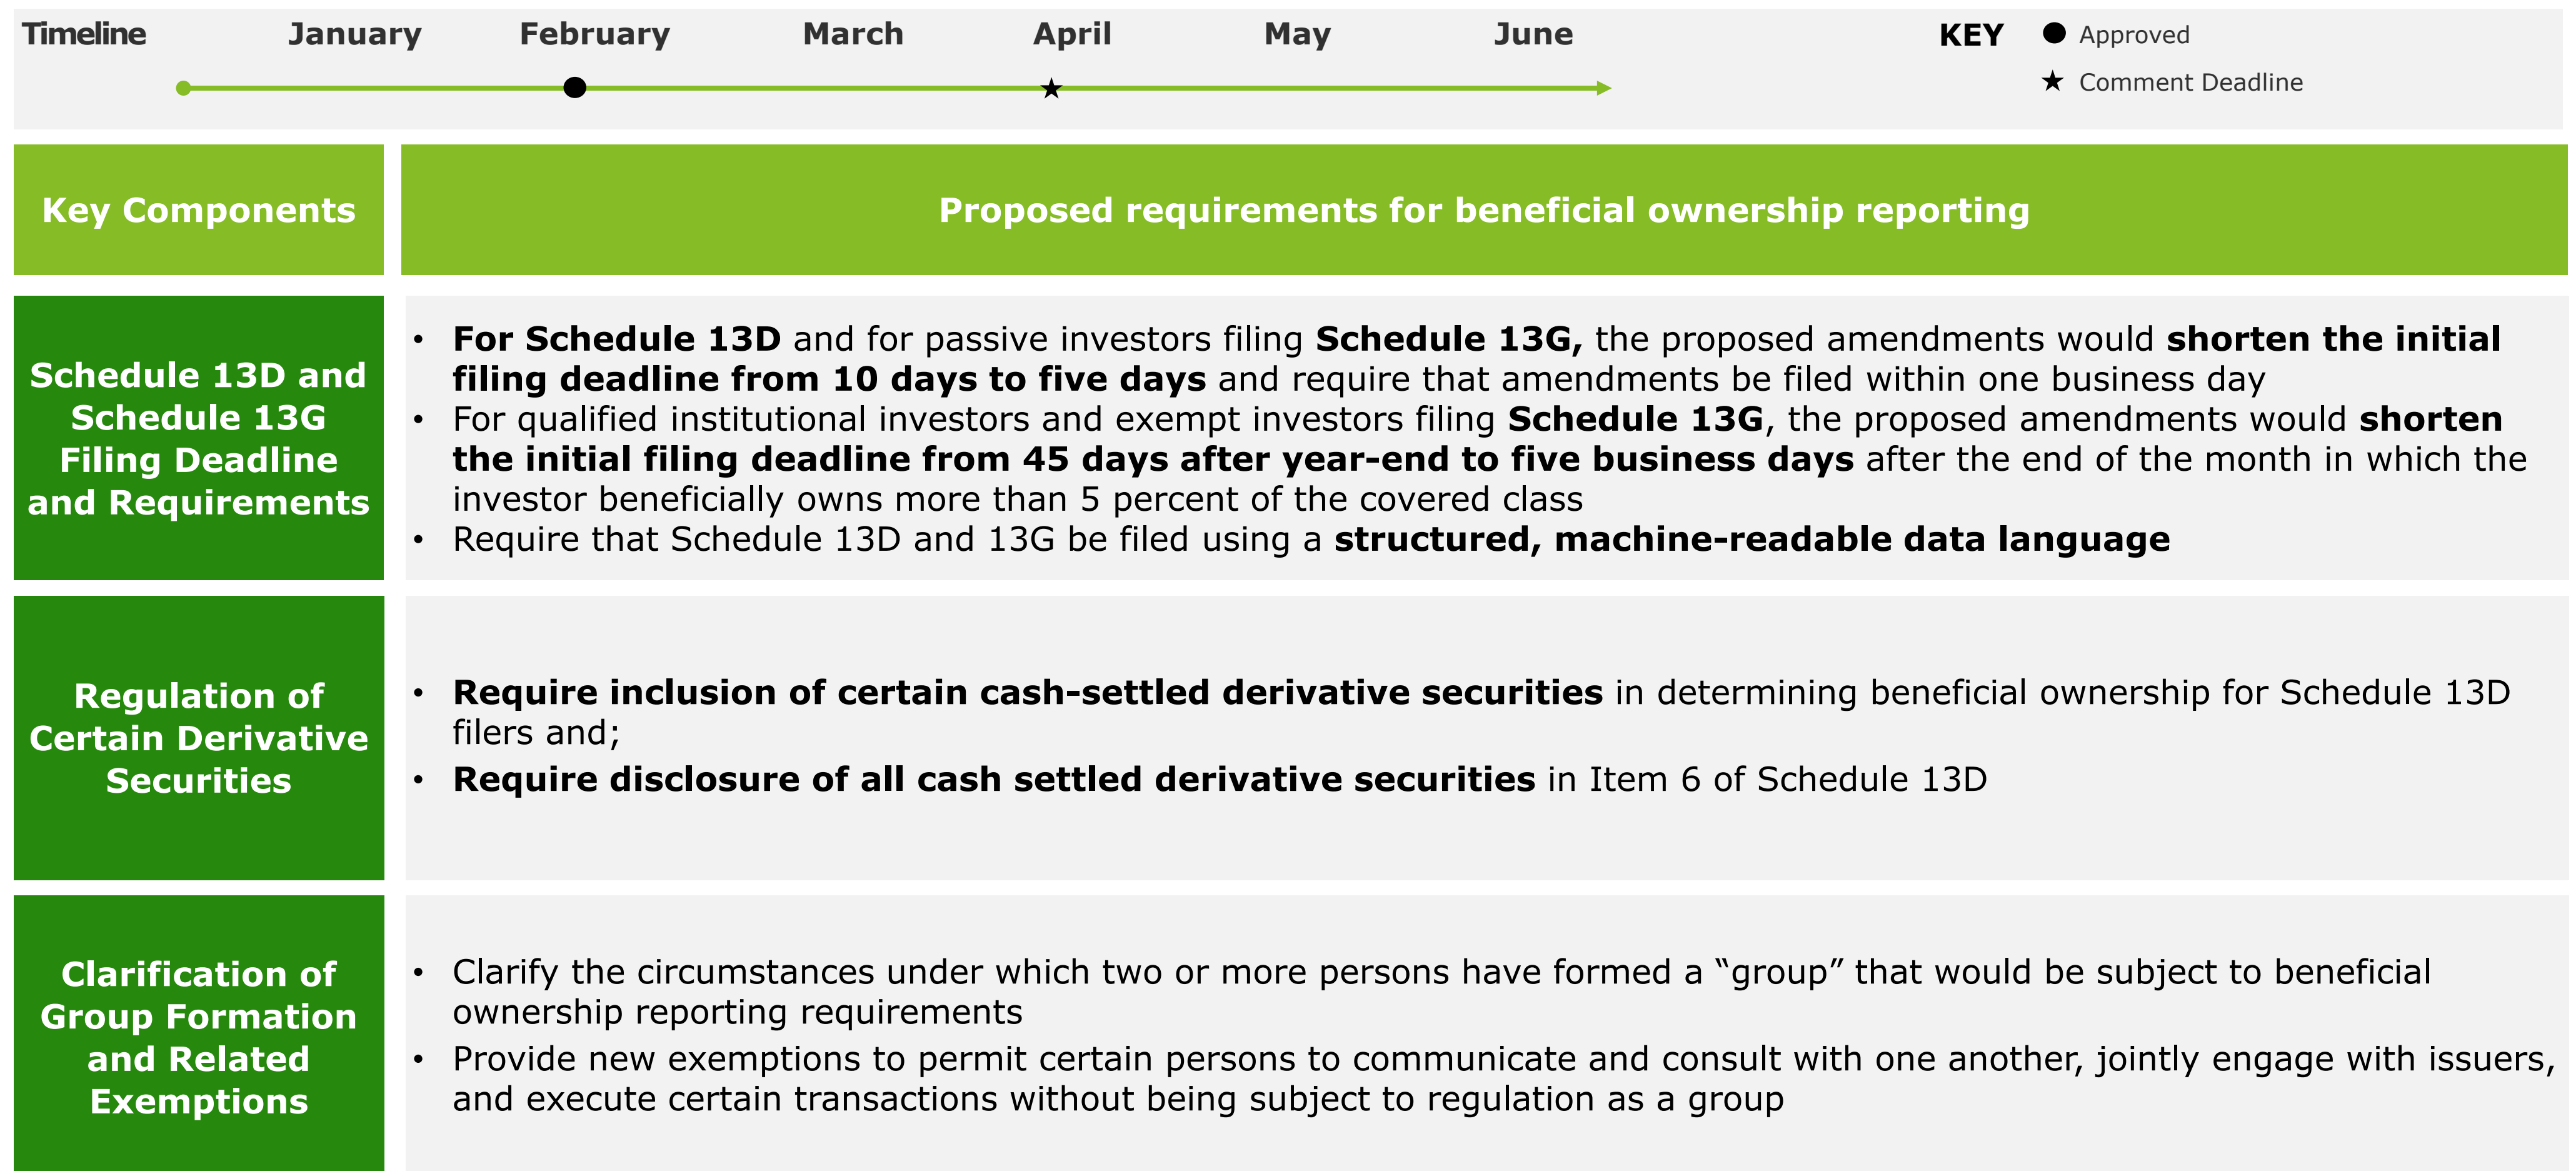 Timeline January February March April May June KEY ● Approved
★ Comment Deadline
Key Components
Proposed requirements for beneficial ownership reporting
Schedule 13D and
Schedule 13G
Filing Deadline
and Requirements
• For Schedule 13D and for passive investors filing Schedule 13G, the proposed amendments would shorten the initial
filing deadline from 10 days to five days and require that amendments be filed within one business day
• For qualified institutional investors and exempt investors filing Schedule 13G, the proposed amendments would shorten
the initial filing deadline from 45 days after year-end to five business days after the end of the month in which the
investor beneficially owns more than 5 percent of the covered class
• Require that Schedule 13D and 13G be filed using a structured, machine-readable data language
Regulation of
Certain Derivative
Securities
• Require inclusion of certain cash-settled derivative securities in determining beneficial ownership for Schedule 13D
filers and;
• Require disclosure of all cash settled derivative securities in Item 6 of Schedule 13D
Clarification of
Group Formation
and Related
Exemptions
• Clarify the circumstances under which two or more persons have formed a “group” that would be subject to beneficial
ownership reporting requirements
• Provide new exemptions to permit certain persons to communicate and consult with one another, jointly engage with issuers,
and execute certain transactions without being subject to regulation as a group